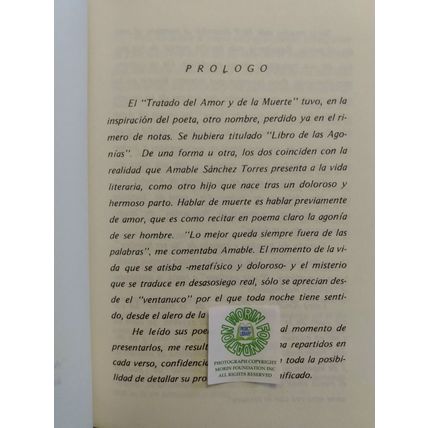 PROLOGO
El "Tratado del Amor y de la Muerte" tuvo, en la
inspiración del poeta, otro nombre, perdido ya en el rí-
mero de notas. Se hubiera titulado "Libro de las Ago-
nías". De una forma u otra, los dos coinciden con la
realidad que Amable Sánchez Torres presenta a la vida
literaria, como otro hijo que nace tras un doloroso y
hermoso parto. Hablar de muerte es hablar previamente
de amor, que es como recitar en poema claro la agonía
de ser hombre. "Lo mejor queda siempre fuera de las
palabras", me comentaba Amable. El momento de la vi-
da que se atisba -metafísico y doloroso- y el misterio
que se traduce en desasosiego real, sólo se aprecian des-
de el "ventanuco" por el que toda noche tiene senti-
do, desde el alero de la
He leído sus poe al momento de
presentarlos, me resul na repartidos en
cada verso, confidencia toda la posibi-
lidad de detallar su pro nificado.
MORIN FOUNDATION
PHOTOGRAPH COPYRIGHT
MORIN FOUNDATION INC
ALL RIGHTS RESERVED